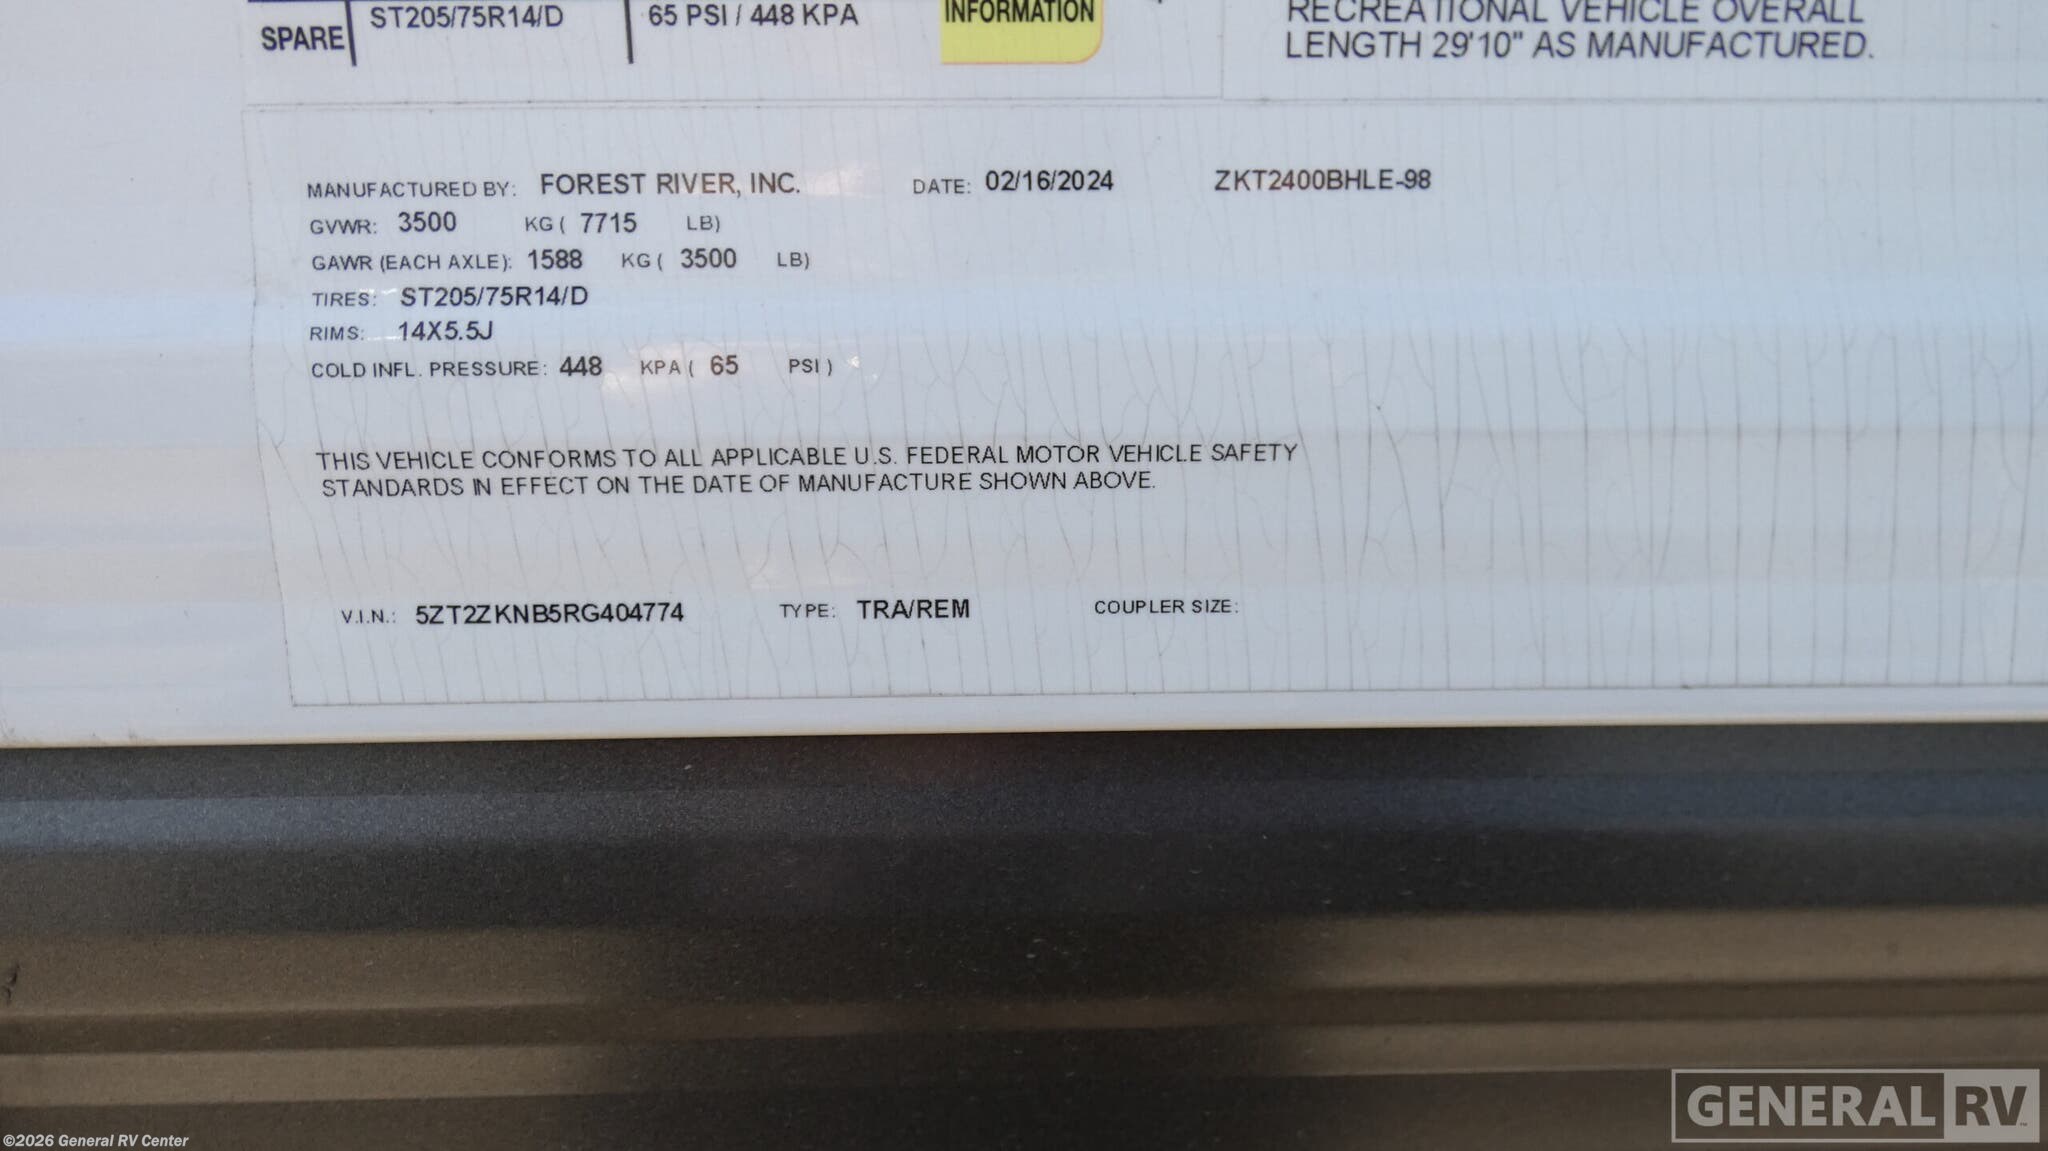 SPARE ST205/75R14/D 65 PSI / 448 KPA INFORMATION
RECREATIONAL VEHICLE OVERALL
LENGTH 29'10" AS MANUFACTURED.
MANUFACTURED BY: FOREST RIVER, INC. DATE: 02/16/2024 ZKT2400BHLE-98
GVWR: 3500 KG ( 7715 LB)
GAWR (EACH AXLE): 1588 KG ( 3500 LB)
TIRES: ST205/75R14/D
RIMS: 14X5.5J
COLD INFL. PRESSURE: 448 KPA ( 65 PSI )
THIS VEHICLE CONFORMS TO ALL APPLICABLE U.S. FEDERAL MOTOR VEHICLE SAFETY
STANDARDS IN EFFECT ON THE DATE OF MANUFACTURE SHOWN ABOVE.
V.I.N.: 5ZT2ZKNB5RG404774 TYPE: TRA/REM COUPLER SIZE:
GENERAL RV
©2026 General RV Center